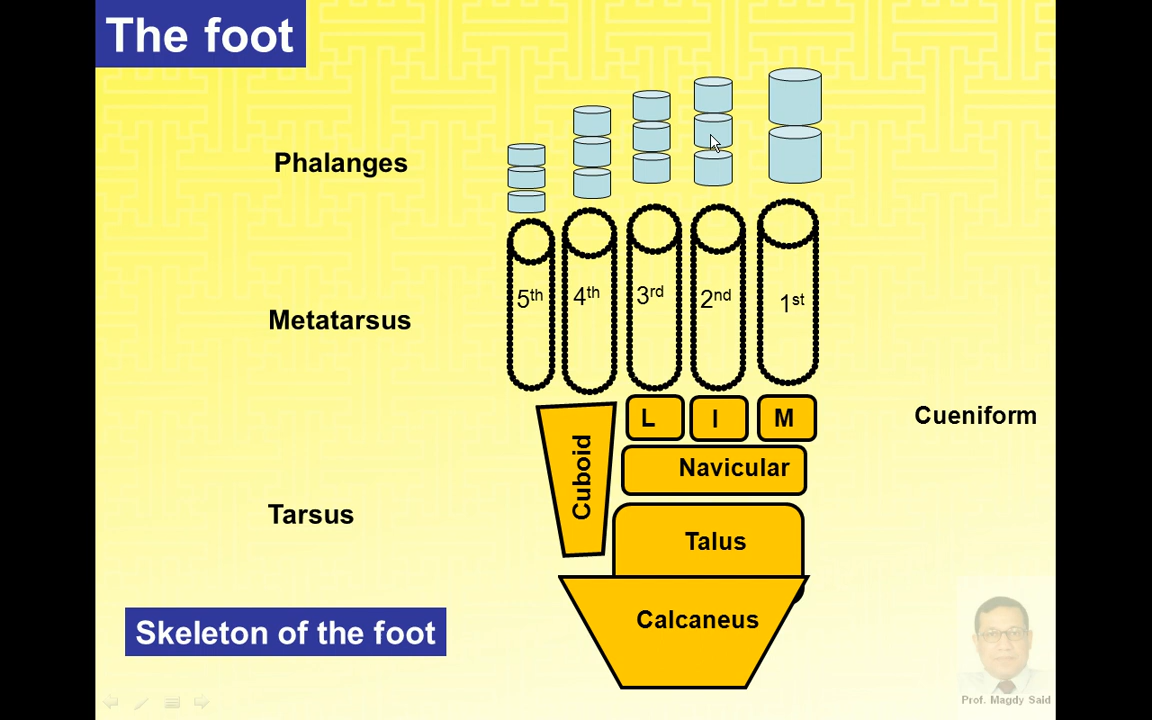 The foot
Phalanges
Metatarsus
5th 4th 3rd 2nd 1st
L I M
Cueniform
Cuboid
Navicular
Tarsus
Talus
Calcaneus
Skeleton of the foot
Prof. Magdy Said